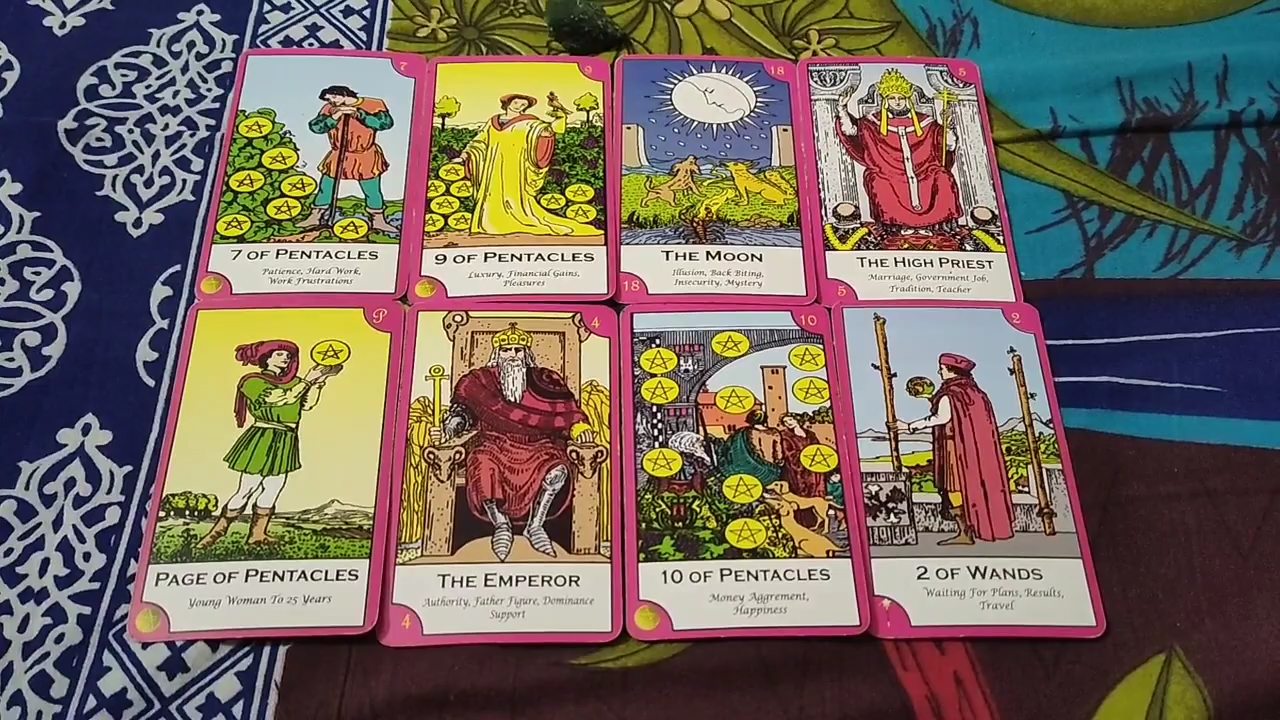 7
7 OF PENTACLES
Patience, Hard Work,
Work Frustrations
9
9 OF PENTACLES
Luxury, Financial Gains,
Pleasures
18
THE MOON
Illusion, Back Biting,
Insecurity, Mystery
18
5
THE HIGH PRIEST
Marriage, Government Job,
Tradition, Teacher
5
P
PAGE OF PENTACLES
Young Woman To 25 Years
4
THE EMPEROR
Authority, Father Figure, Dominance
Support
4
10
10 OF PENTACLES
Money Aggrement,
Happiness
2
2 OF WANDS
Waiting For Plans, Results,
Travel